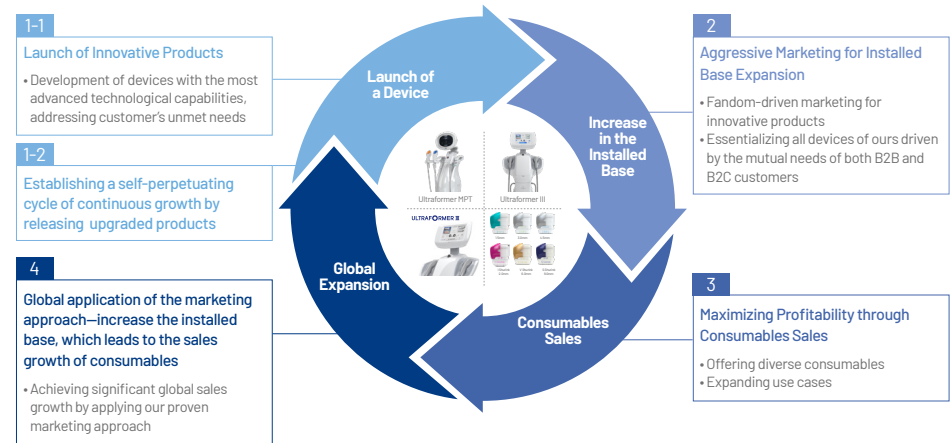 1-1
Launch of Innovative Products
• Development of devices with the most
advanced technological capabilities,
addressing customer's unmet needs
1-2
Establishing a self-perpetuating
cycle of continuous growth by
releasing upgraded products
4
Global application of the marketing
approach—increase the installed
base, which leads to the sales
growth of consumables
• Achieving significant global sales
growth by applying our proven
marketing approach
Launch of
a Device
Increase
in the
Installed
Base
Consumables
Sales
Global
Expansion
Ultraformer MPT
Ultraformer III
ULTRAFORMER III
2
Aggressive Marketing for Installed
Base Expansion
• Fandom-driven marketing for
innovative products
• Essentializing all devices of ours driven
by the mutual needs of both B2B and
B2C customers
3
Maximizing Profitability through
Consumables Sales
• Offering diverse consumables
• Expanding use cases